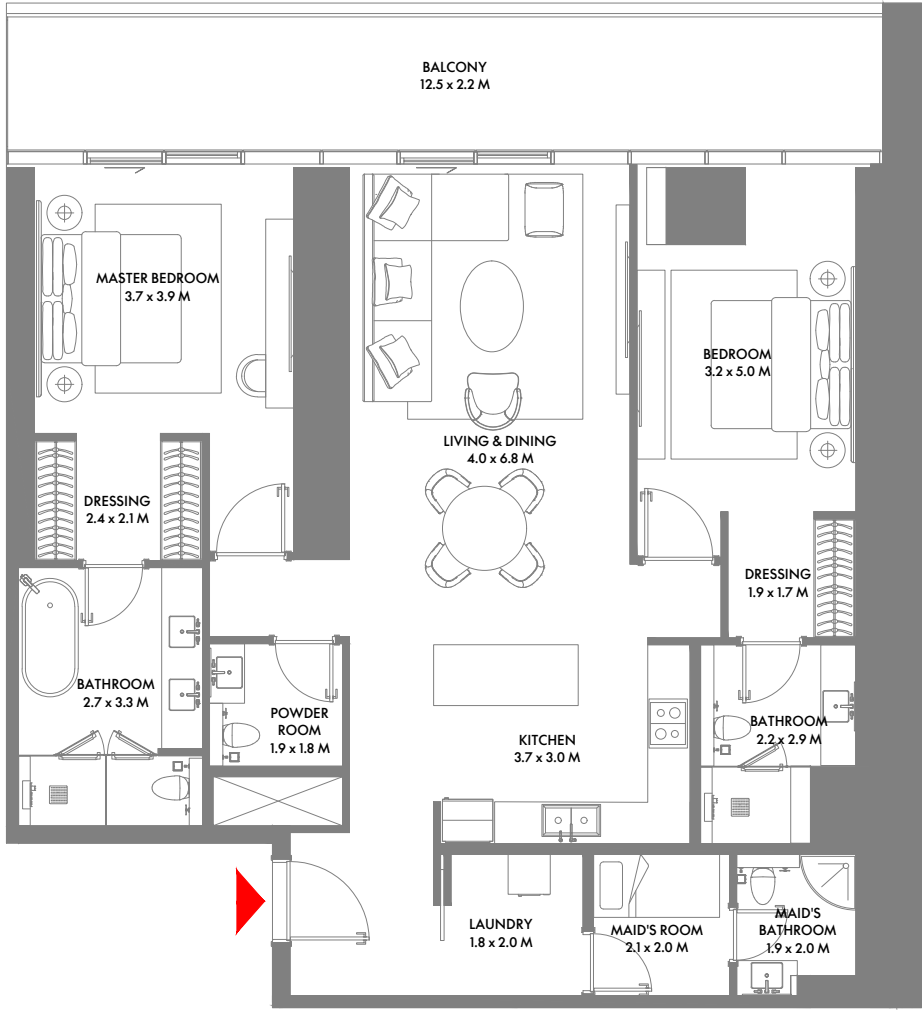 BALCONY
12.5 x 2.2 M
MASTER BEDROOM
3.7 x 3.9 M
BEDROOM
3.2 x 5.0 M
LIVING & DINING
4.0 x 6.8 M
DRESSING
2.4 x 2.1 M
DRESSING
1.9 x 1.7 M
BATHROOM
2.7 x 3.3 M
POWDER
ROOM
1.9 x 1.8 M
KITCHEN
3.7 x 3.0 M
BATHROOM
2.2 x 2.9 M
LAUNDRY
1.8 x 2.0 M
MAID'S ROOM
2.1 x 2.0 M
MAID'S
BATHROOM
1.9 x 2.0 M